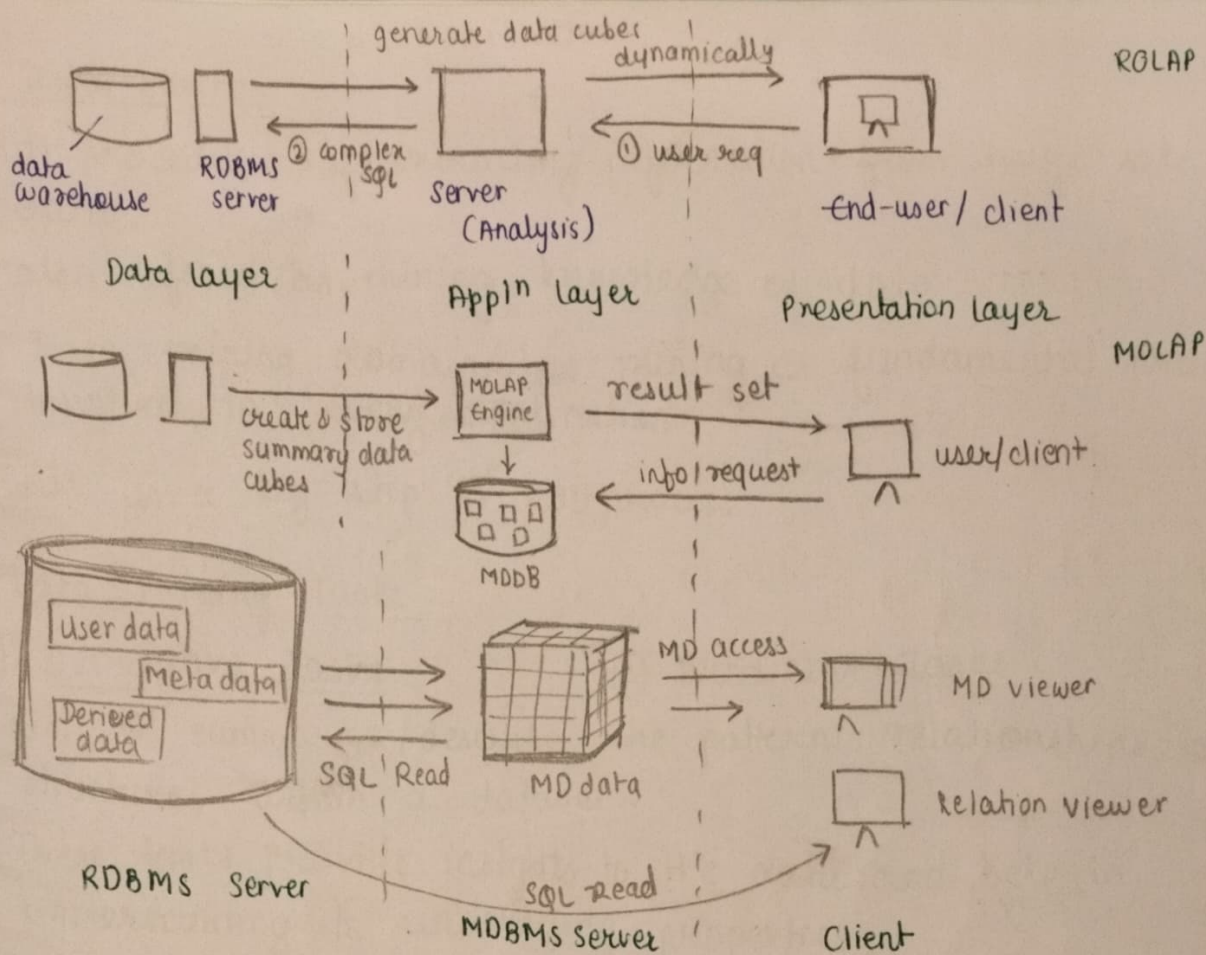 generate data cubes
dynamically
ROLAP
② complex
SQL
① user req
data
warehouse
RDBMS
server
Server
(Analysis)
End-user/ client
Data layer
Appln layer
Presentation Layer
MOLAP
MOLAP
Engine
result set
create & store
summary data
cubes
info/request
user/client
MDDB
User data
Meta data
Derived
data
MD access
MD viewer
SQL Read
MD data
Relation viewer
RDBMS Server
SQL Read
MDBMS Server
Client